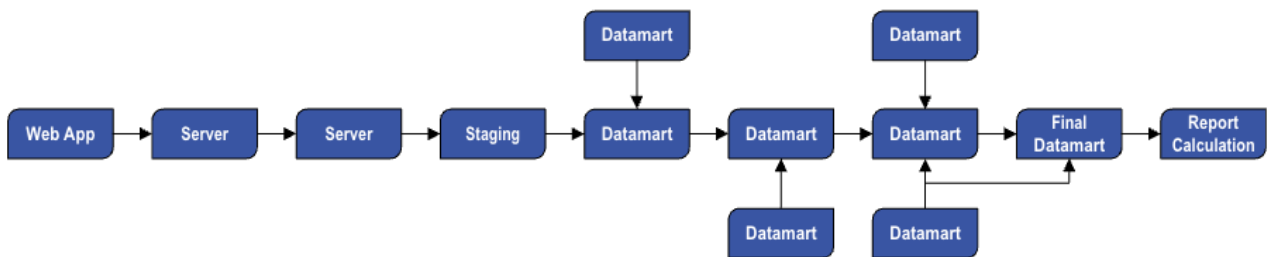 Datamart
Datamart
Web App
Server
Server
Staging
Datamart
Datamart
Datamart
Final
Datamart
Report
Calculation
Datamart
Datamart